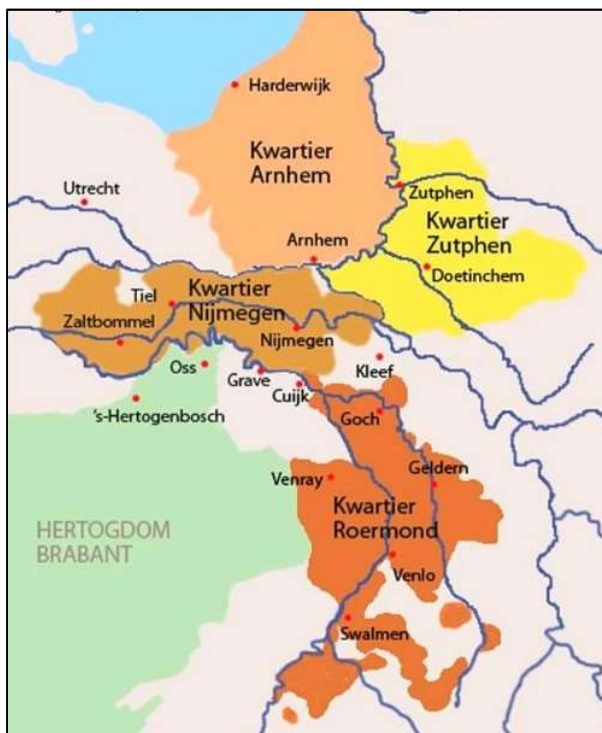 Harderwijk
Kwartier
Arnhem
Utrecht
Zutphen
Kwartier
Zutphen
Arnhem
Doetinchem
Kwartier
Nijmegen
Tiel
Zaltbommel
Nijmegen
Oss
Grave
Kleef
Cuijk
's-Hertogenbosch
Goch
Venray
Geldern
Kwartier
Roermond
HERTOGDOM
BRABANT
Venlo
Swalmen